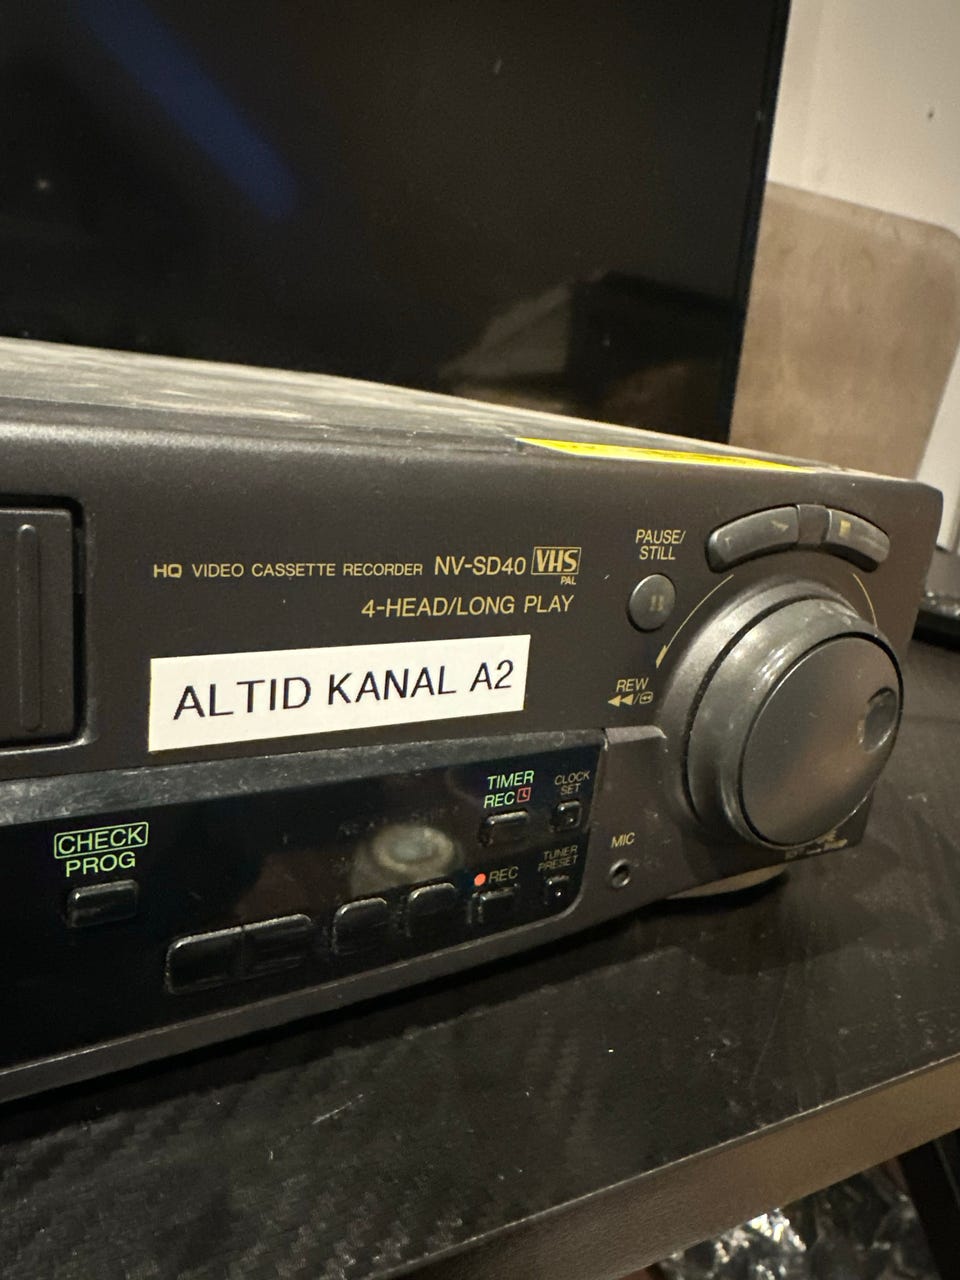 PAUSE/
STILL
HQ VIDEO CASSETTE RECORDER NV-SD40 VHS
PAL
4-HEAD/LONG PLAY
REW
ALTID KANAL A2
TIMER
REC
CLOCK
SET
CHECK
PROG
MIC
TUNER
PRESET
REC